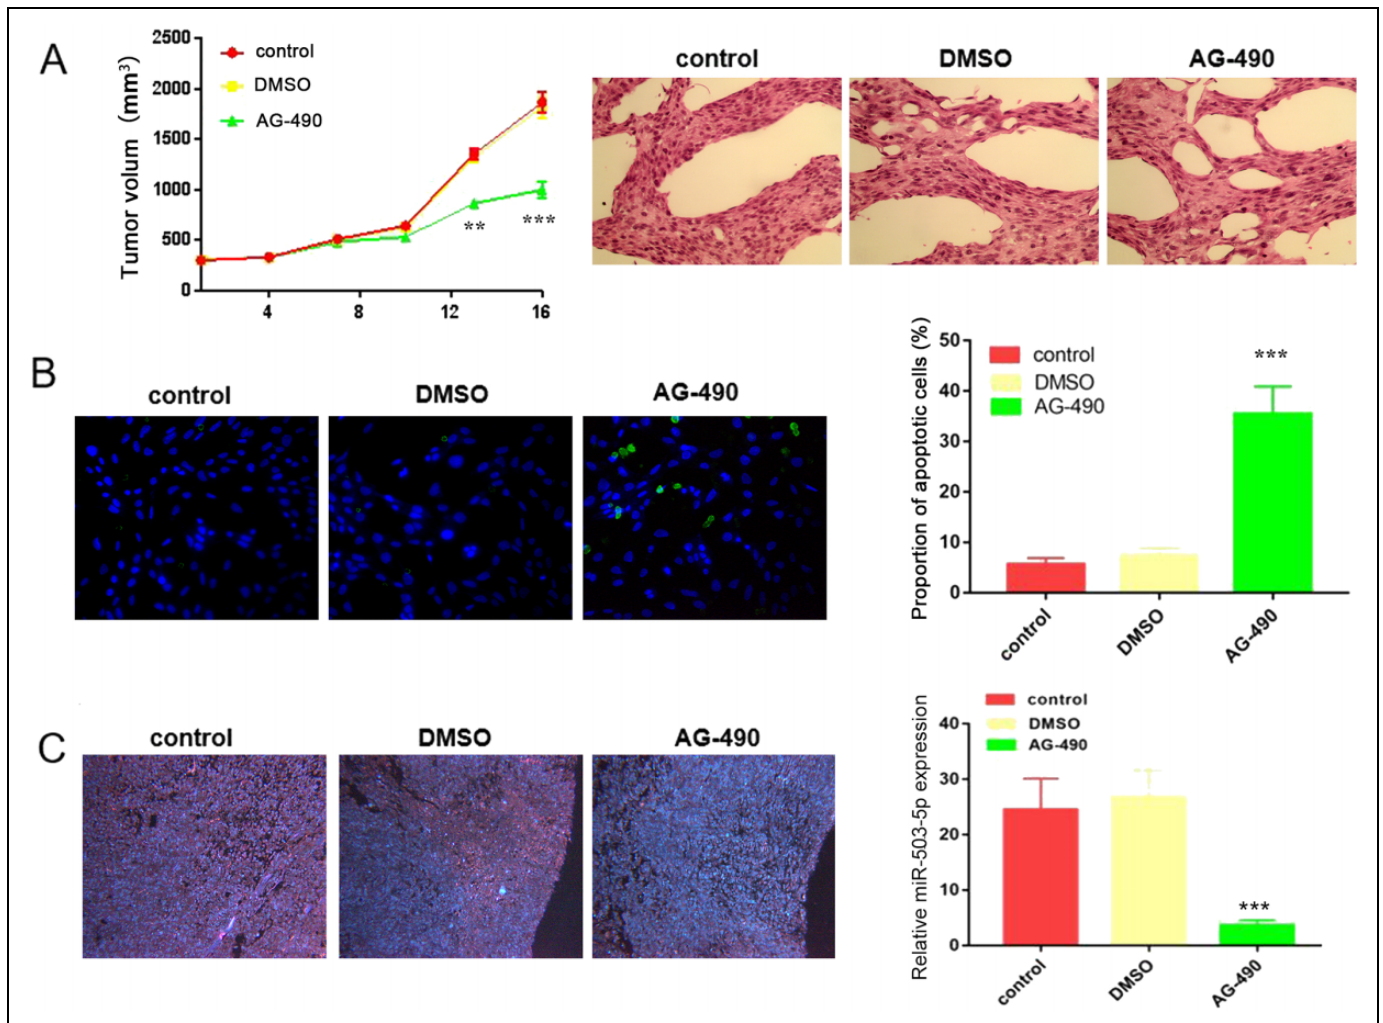 A
Tumor volum (mm³)
2500
2000
1500
1000
500
0
4
8
12
16
control
DMSO
AG-490
**
***
control
DMSO
AG-490
B
control
DMSO
AG-490
Proportion of apoptotic cells (%)
50
40
30
20
10
0
control
DMSO
AG-490
***
control
DMSO
AG-490
C
control
DMSO
AG-490
Relative miR-503-5p expression
40
30
20
10
0
control
DMSO
AG-490
***
control
DMSO
AG-490